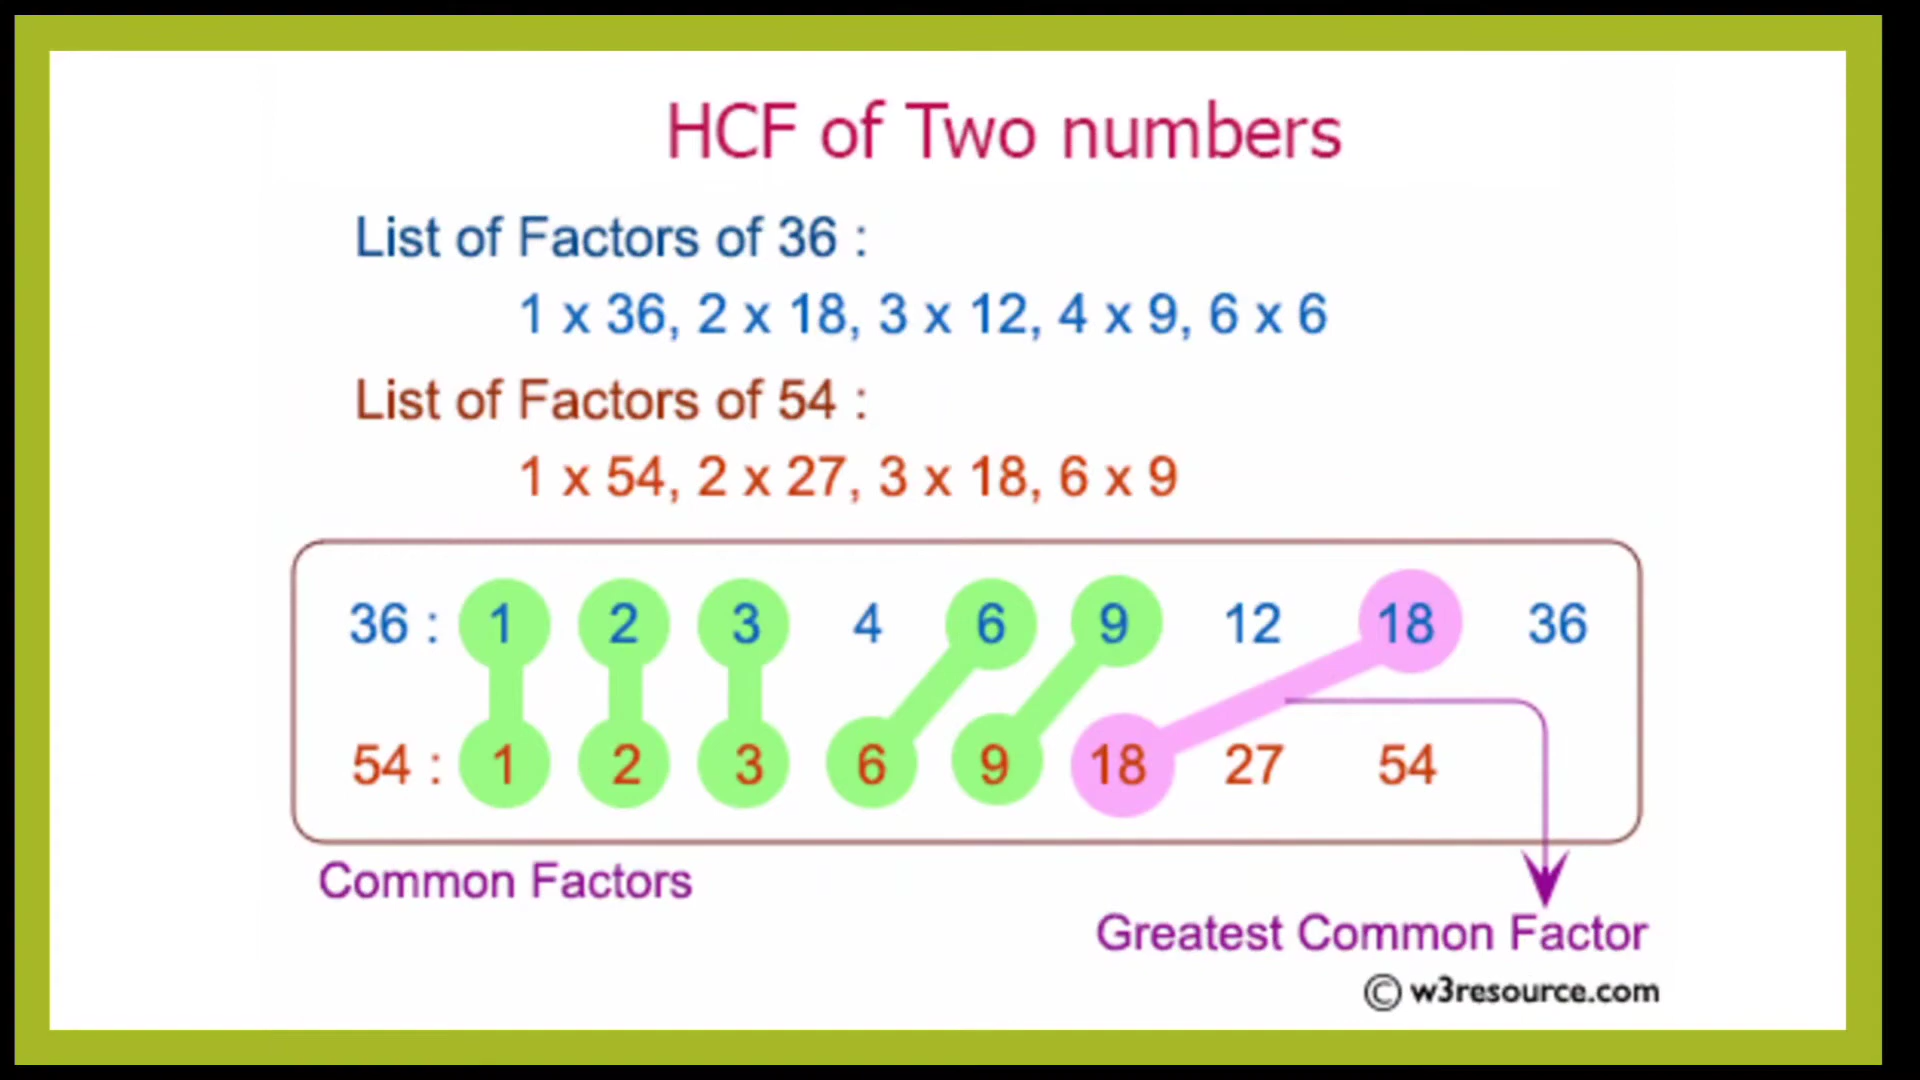 HCF of Two numbers
List of Factors of 36 :
1 x 36, 2 x 18, 3 x 12, 4 x 9, 6 x 6
List of Factors of 54 :
1 x 54, 2 x 27, 3 x 18, 6 x 9
36 : 1 2 3 4 6 9 12 18 36
54 : 1 2 3 6 9 18 27 54
Common Factors
Greatest Common Factor
© w3resource.com